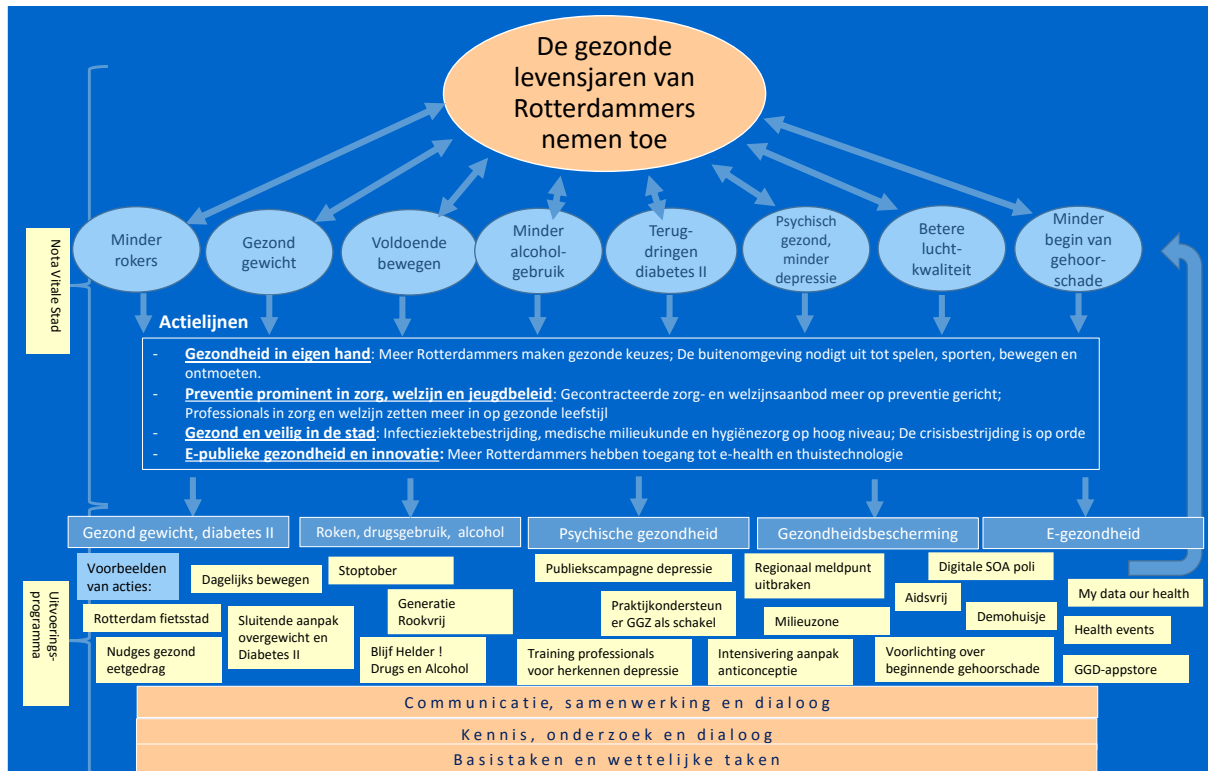 De gezonde
levensjaren van
Rotterdammers
nemen toe
Nota Vitale Stad
Minder
rokers
Gezond
gewicht
Voldoende
bewegen
Minder
alcohol-
gebruik
Terug-
dringen
diabetes II
Psychisch
gezond,
minder
depressie
Betere
lucht-
kwaliteit
Minder
begin van
gehoor-
schade
Actielijnen
- Gezondheid in eigen hand: Meer Rotterdammers maken gezonde keuzes; De buitenomgeving nodigt uit tot spelen, sporten, bewegen en
ontmoeten.
- Preventie prominent in zorg, welzijn en jeugdbeleid: Gecontracteerde zorg- en welzijnsaanbod meer op preventie gericht;
Professionals in zorg en welzijn zetten meer in op gezonde leefstijl
- Gezond en veilig in de stad: Infectieziektebestrijding, medische milieukunde en hygiënezorg op hoog niveau; De crisisbestrijding is op orde
- E-publieke gezondheid en innovatie: Meer Rotterdammers hebben toegang tot e-health en thuistechnologie
Uitvoerings-
programma
Gezond gewicht, diabetes II
Roken, drugsgebruik, alcohol
Psychische gezondheid
Gezondheidsbescherming
E-gezondheid
Voorbeelden
van acties:
Dagelijks bewegen
Rotterdam fietsstad
Sluitende aanpak
overgewicht en
Diabetes II
Nudges gezond
eetgedrag
Stoptober
Generatie
Rookvrij
Blijf Helder !
Drugs en Alcohol
Publiekscampagne depressie
Praktijkondersteun
er GGZ als schakel
Training professionals
voor herkennen depressie
Regionaal meldpunt
uitbraken
Milieuzone
Intensivering aanpak
anticonceptie
Aidsvrij
Digitale SOA poli
Demohuisje
Voorlichting over
beginnende gehoorschade
My data our health
Health events
GGD-appstore
Communicatie, samenwerking en dialoog
Kennis, onderzoek en dialoog
Basistaken en wettelijke taken